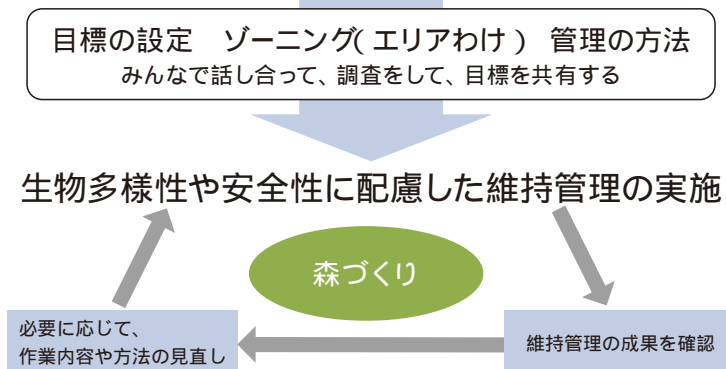 目標の設定　ゾーニング(エリアわけ)　管理の方法
みんなで話し合って、調査をして、目標を共有する
生物多様性や安全性に配慮した維持管理の実施
森づくり
必要に応じて、
作業内容や方法の見直し
維持管理の成果を確認